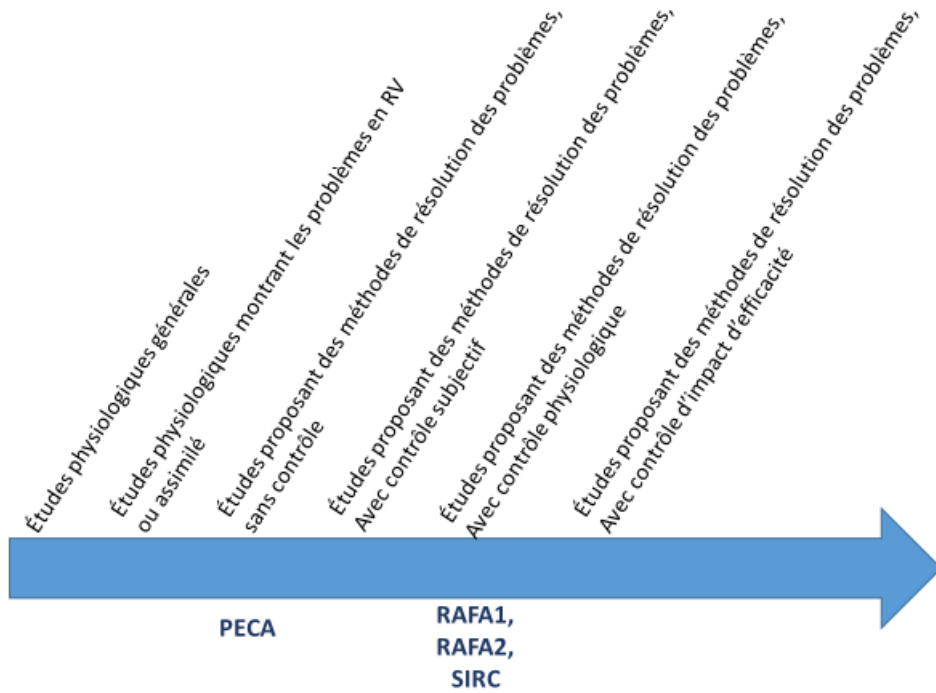 Études physiologiques générales
Études physiologiques montrant les problèmes en RV
ou assimilé
Études proposant des méthodes de résolution des problèmes,
sans contrôle
Études proposant des méthodes de résolution des problèmes,
Avec contrôle subjectif
Études proposant des méthodes de résolution des problèmes,
Avec contrôle physiologique
Études proposant des méthodes de résolution des problèmes,
Avec contrôle d'impact d'efficacité
PECA
RAFA1,
RAFA2,
SIRC